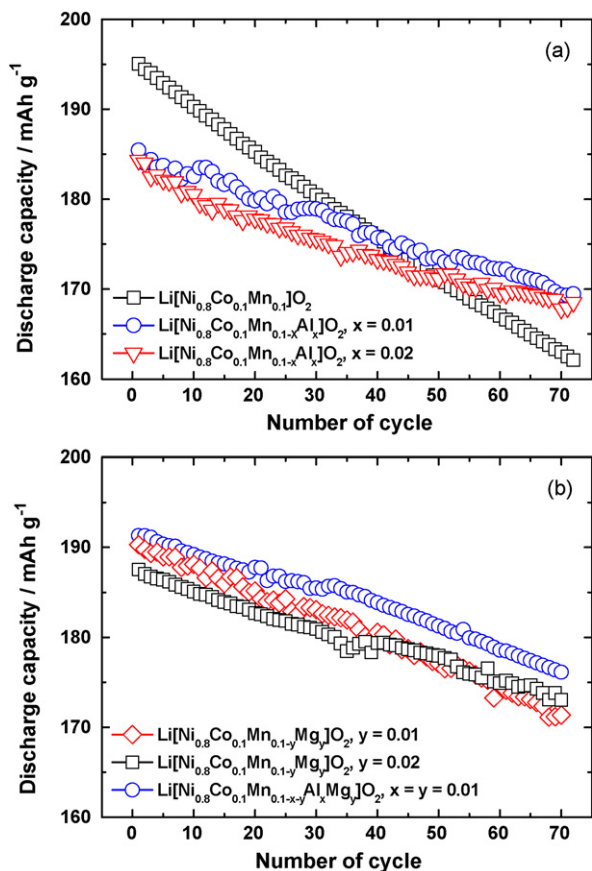 (a)
200
190
180
170
160
Discharge capacity / mAh g⁻¹
Li[Ni₀.₈Co₀.₁Mn₀.₁]O₂
Li[Ni₀.₈Co₀.₁Mn₀.₁₋ₓAlₓ]O₂, x = 0.01
Li[Ni₀.₈Co₀.₁Mn₀.₁₋ₓAlₓ]O₂, x = 0.02
0 10 20 30 40 50 60 70
Number of cycle
(b)
200
190
180
170
160
Discharge capacity / mAh g⁻¹
Li[Ni₀.₈Co₀.₁Mn₀.₁₋yMgy]O₂, y = 0.01
Li[Ni₀.₈Co₀.₁Mn₀.₁₋yMgy]O₂, y = 0.02
Li[Ni₀.₈Co₀.₁Mn₀.₁₋ₓ₋yAlₓMgy]O₂, x = y = 0.01
0 10 20 30 40 50 60 70
Number of cycle